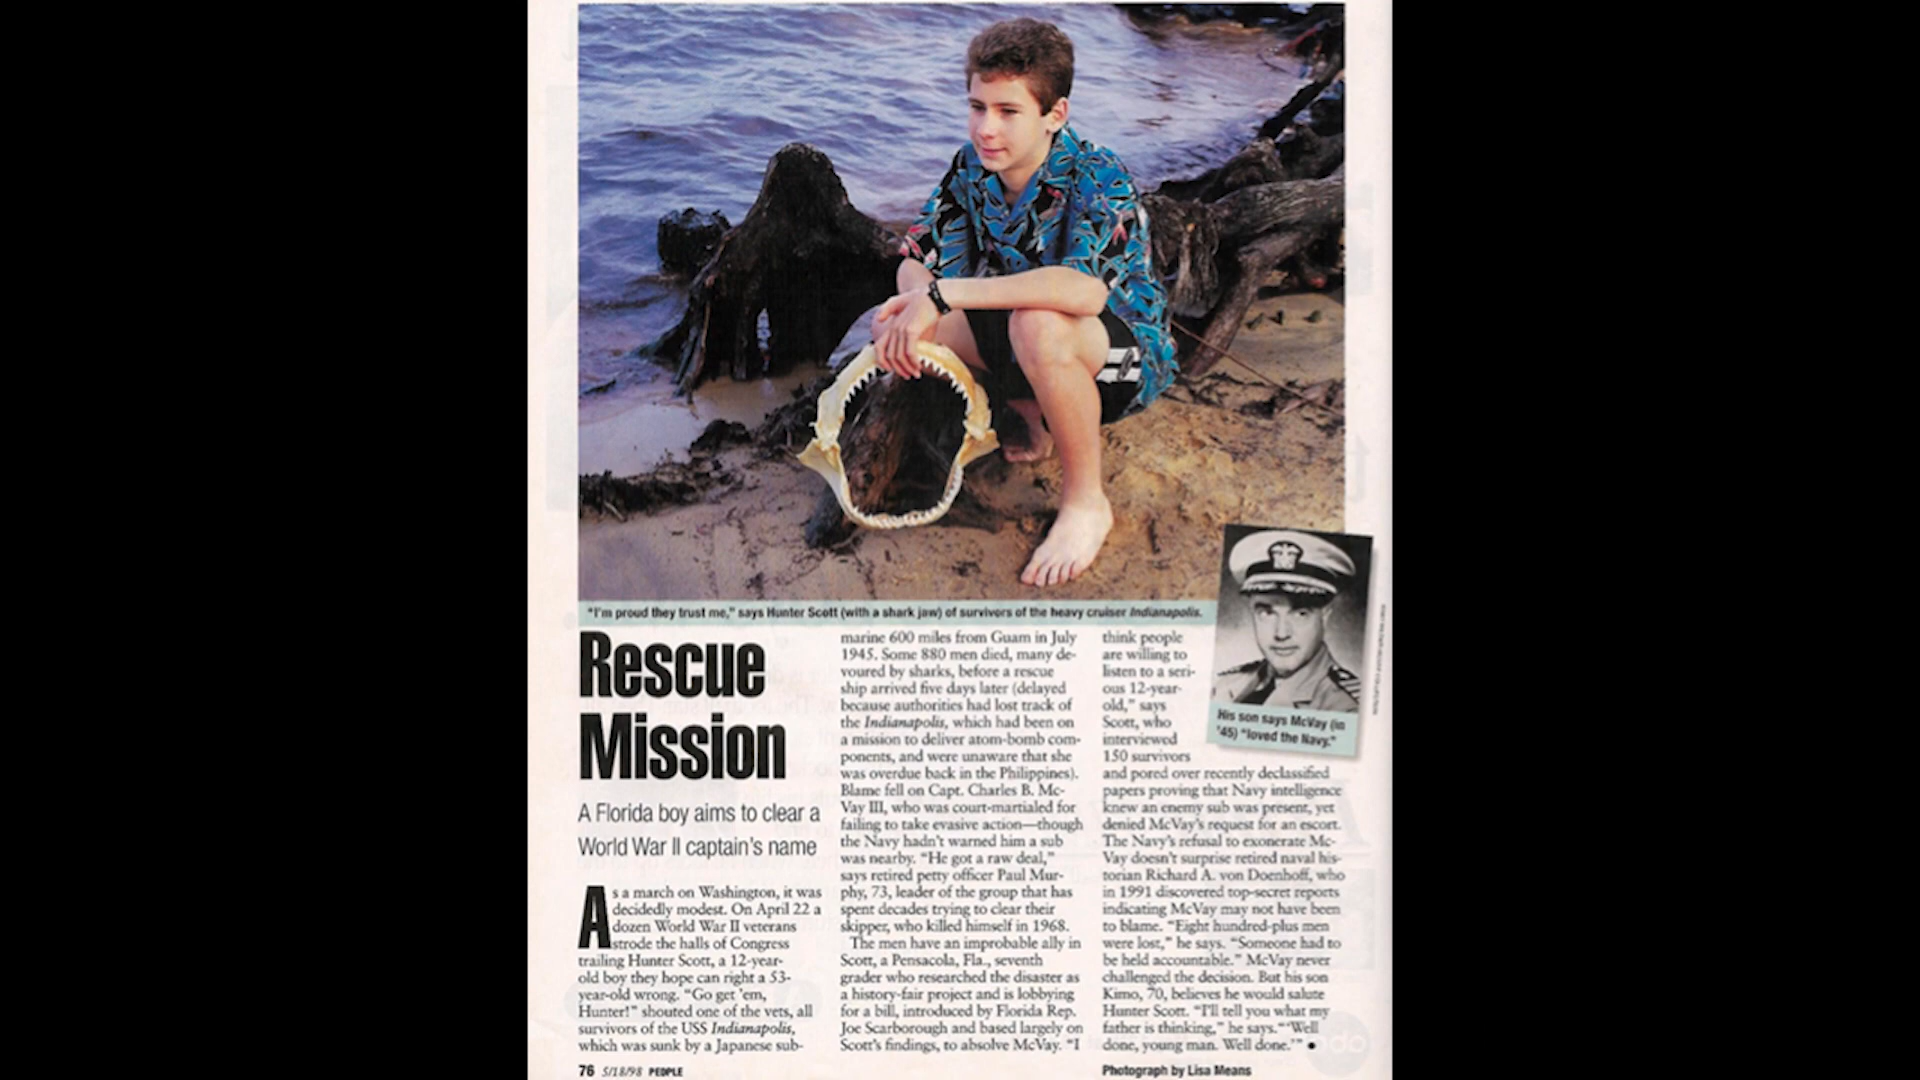 "I'm proud they trust me," says Hunter Scott (with a shark jaw) of survivors of the heavy cruiser Indianapolis.
His son says McVay (in
'45) "loved the Navy."
Rescue
Mission
A Florida boy aims to clear a
World War II captain's name
As a march on Washington, it was
decidedly modest. On April 22 a
dozen World War II veterans
strode the halls of Congress
trailing Hunter Scott, a 12-year-
old boy they hope can right a 53-
year-old wrong. "Go get 'em,
Hunter!" shouted one of the vets, all
survivors of the USS Indianapolis,
which was sunk by a Japanese sub-
marine 600 miles from Guam in July
1945. Some 880 men died, many de-
voured by sharks, before a rescue
ship arrived five days later (delayed
because authorities had lost track of
the Indianapolis, which had been on
a mission to deliver atom-bomb com-
ponents, and were unaware that she
was overdue back in the Philippines).
Blame fell on Capt. Charles B. Mc-
Vay III, who was court-martialed for
failing to take evasive action—though
the Navy hadn't warned him a sub
was nearby. "He got a raw deal,"
says retired petty officer Paul Mur-
phy, 73, leader of the group that has
spent decades trying to clear their
skipper, who killed himself in 1968.
The men have an improbable ally in
Scott, a Pensacola, Fla., seventh
grader who researched the disaster as
a history-fair project and is lobbying
for a bill, introduced by Florida Rep.
Joe Scarborough and based largely on
Scott's findings, to absolve McVay. "I
think people
are willing to
listen to a seri-
ous 12-year-
old," says
Scott, who
interviewed
150 survivors
and pored over recently declassified
papers proving that Navy intelligence
knew an enemy sub was present, yet
denied McVay's request for an escort.
The Navy's refusal to exonerate Mc-
Vay doesn't surprise retired naval his-
torian Richard A. von Doenhoff, who
in 1991 discovered top-secret reports
indicating McVay may not have been
to blame. "Eight hundred-plus men
were lost," he says. "Someone had to
be held accountable." McVay never
challenged the decision. But his son
Kimo, 70, believes he would salute
Hunter Scott. "I'll tell you what my
father is thinking," he says. "'Well
done, young man. Well done.'"
76 5/18/98 PEOPLE
Photograph by Lisa Means
abc